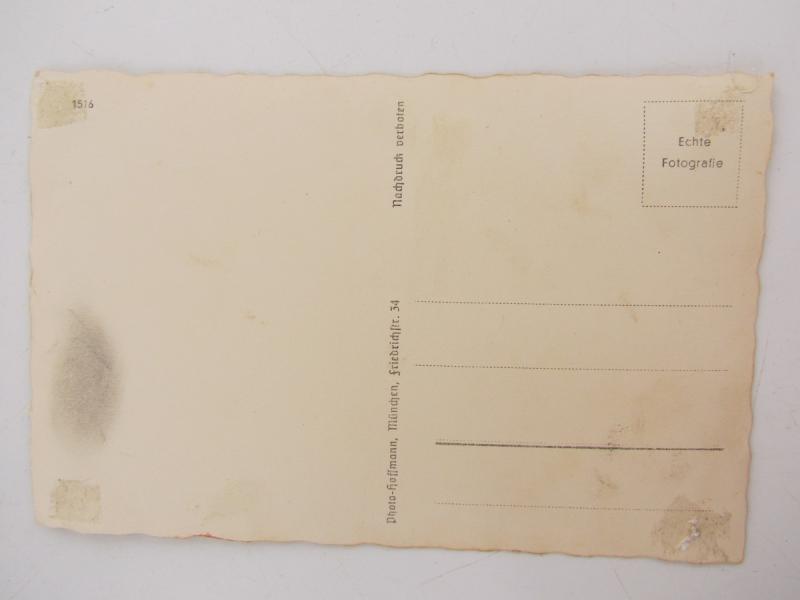 1516
Nachdruck verboten
Photo-Hoffmann, München, Friedrichstr. 34
Echte
Fotografie